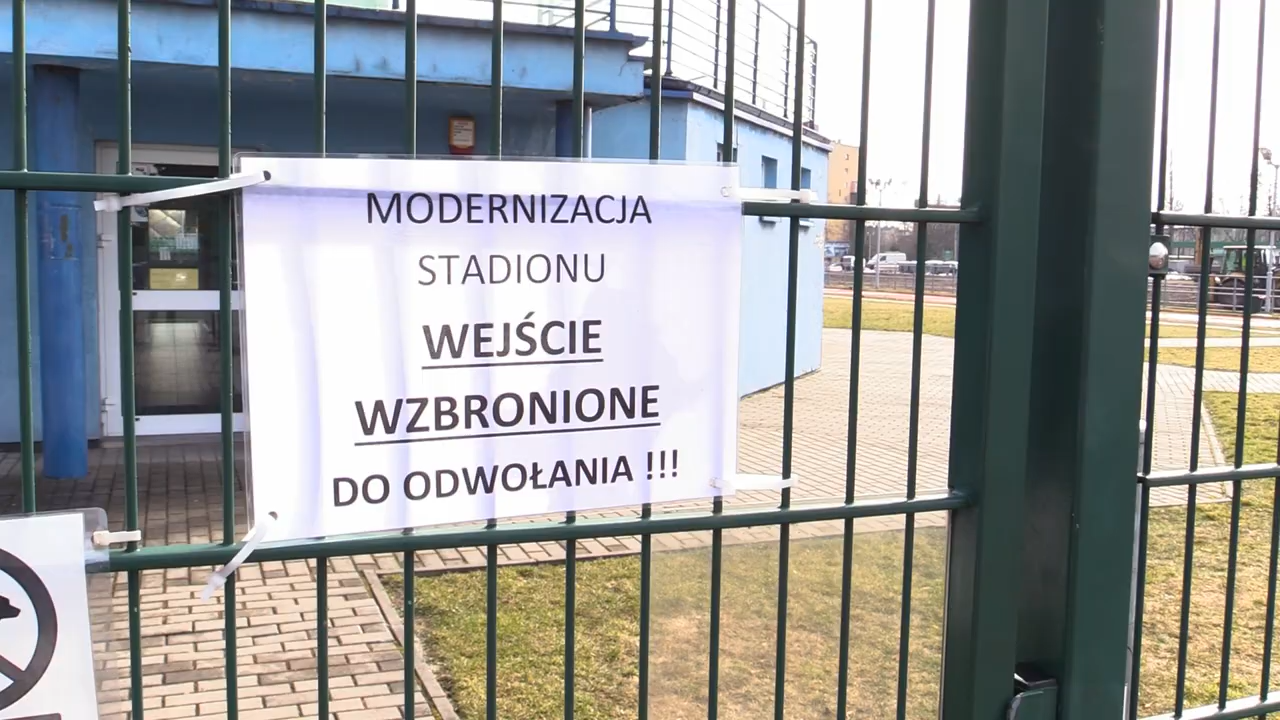 MODERNIZACJA
STADIONU
WEJŚCIE
WZBRONIONE
DO ODWOŁANIA !!!